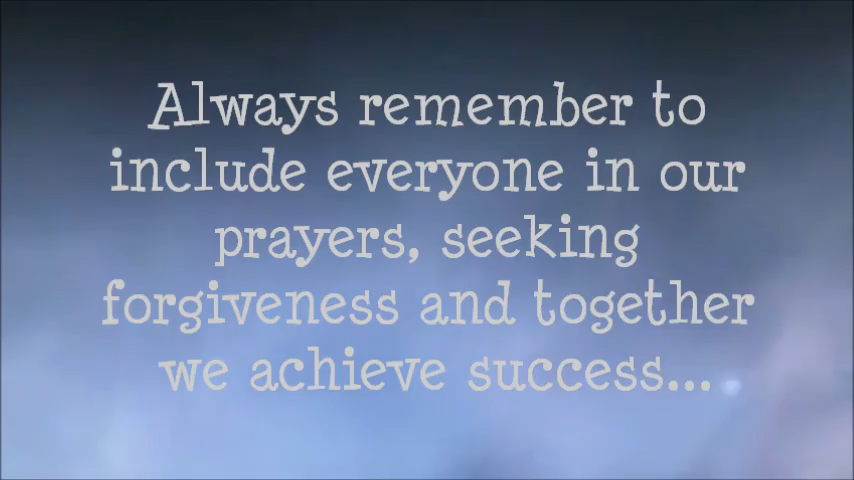 Always remember to
include everyone in our
prayers, seeking
forgiveness and together
we achieve success...